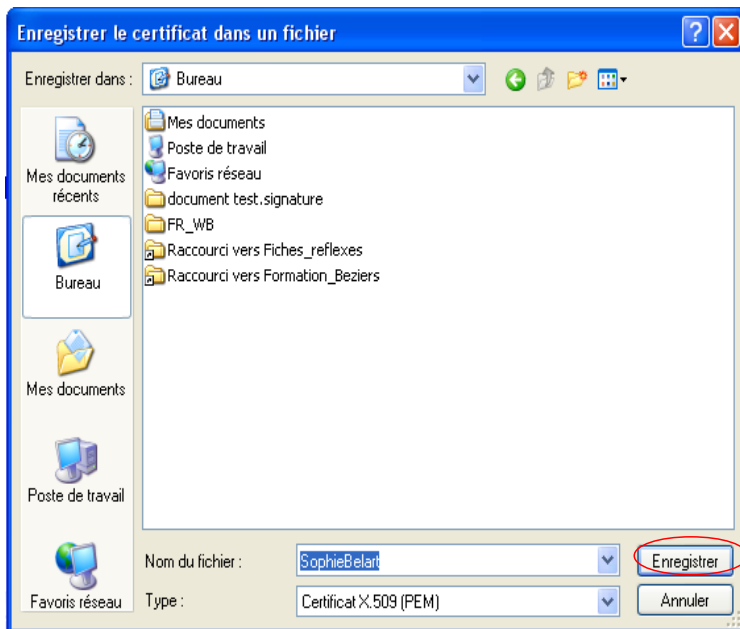 Enregistrer le certificat dans un fichier
Enregistrer dans :
Bureau
Mes documents récents
Bureau
Mes documents
Poste de travail
Favoris réseau
Mes documents
Poste de travail
Favoris réseau
document test.signature
FR_WB
Raccourci vers Fiches_reflexes
Raccourci vers Formation_Beziers
Nom du fichier :
SophieBelart
Enregistrer
Type :
Certificat X.509 (PEM)
Annuler